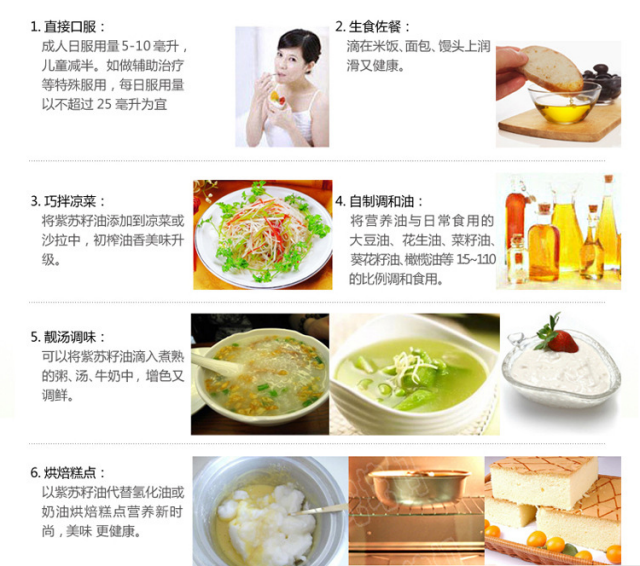 1. 直接口服：
成人日服用量 5-10 毫升，
儿童减半。如做辅助治疗
等特殊服用，每日服用量
以不超过 25 毫升为宜
2. 生食佐餐：
滴在米饭、面包、馒头上润
滑又健康。
3. 巧拌凉菜：
将紫苏籽油添加到凉菜或
沙拉中，初榨油香美味升
级。
4. 自制调和油：
将营养油与日常食用的
大豆油、花生油、菜籽油、
葵花籽油、橄榄油等 1:5~1:10
的比例调和食用。
5. 靓汤调味：
可以将紫苏籽油滴入煮熟
的粥、汤、牛奶中，增色又
调鲜。
6. 烘焙糕点：
以紫苏籽油代替氢化油或
奶油烘焙糕点营养新时
尚，美味 更健康。